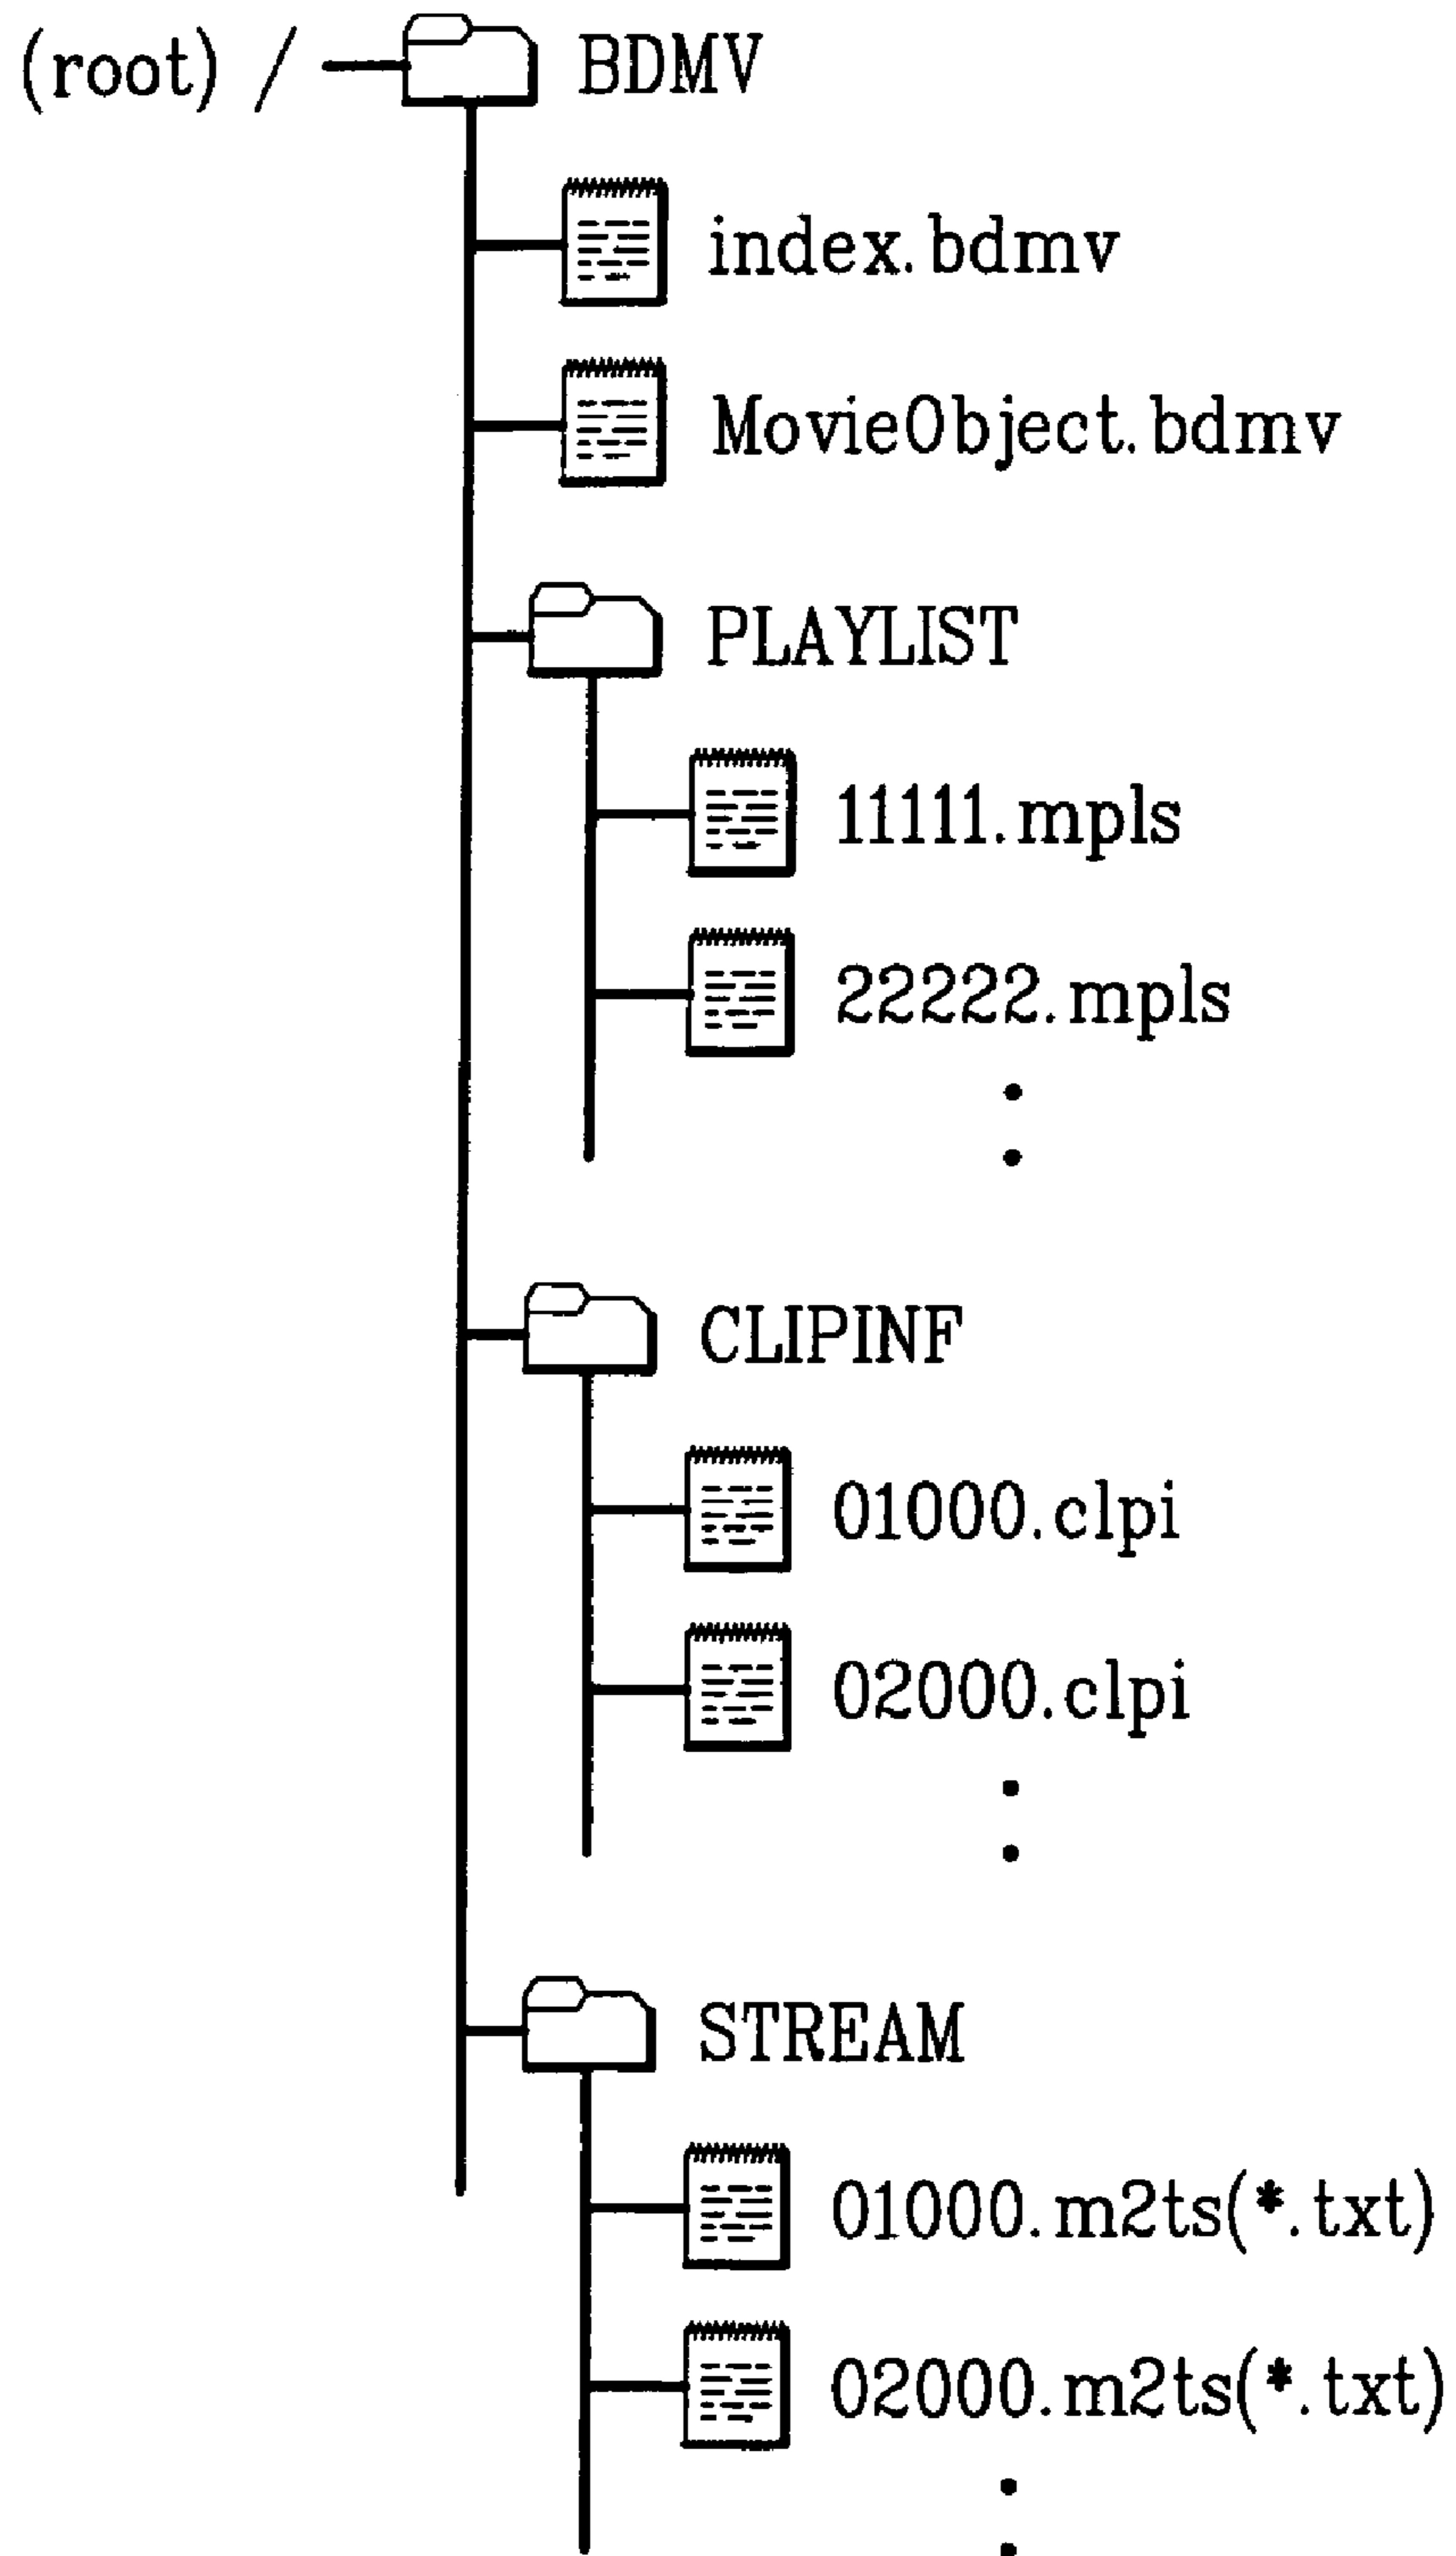 (root) / BDMV
index.bdmv
MovieObject.bdmv
PLAYLIST
11111.mpls
22222.mpls
CLIPINF
01000.clpi
02000.clpi
STREAM
01000.m2ts(*.txt)
02000.m2ts(*.txt)